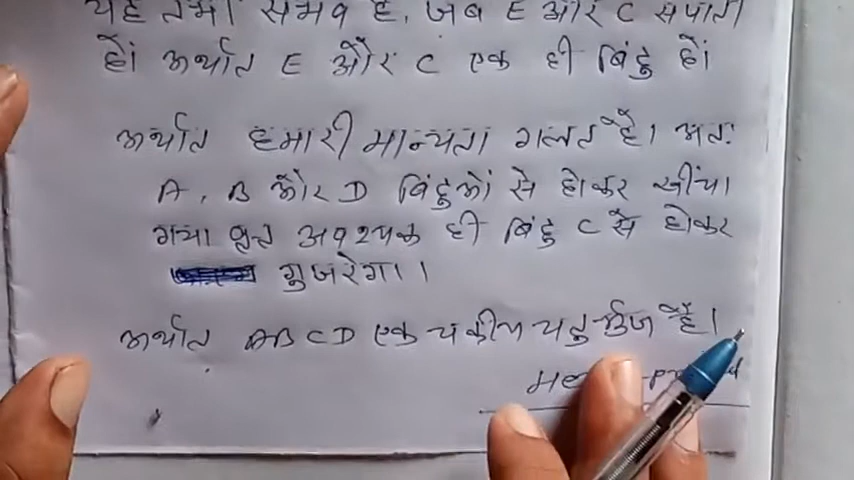 यह तभी संभव है, जब E और C संपाती
हों। अर्थात E और C एक ही बिंदु हों।
अर्थात हमारी मान्यता गलत है। अतः
A, B और D बिंदुओं से होकर खींचा
गया वृत्त अवश्यक ही बिंदु C से होकर
गुजरेगा।
अर्थात ABCD एक चक्रीय चतुर्भुज है।